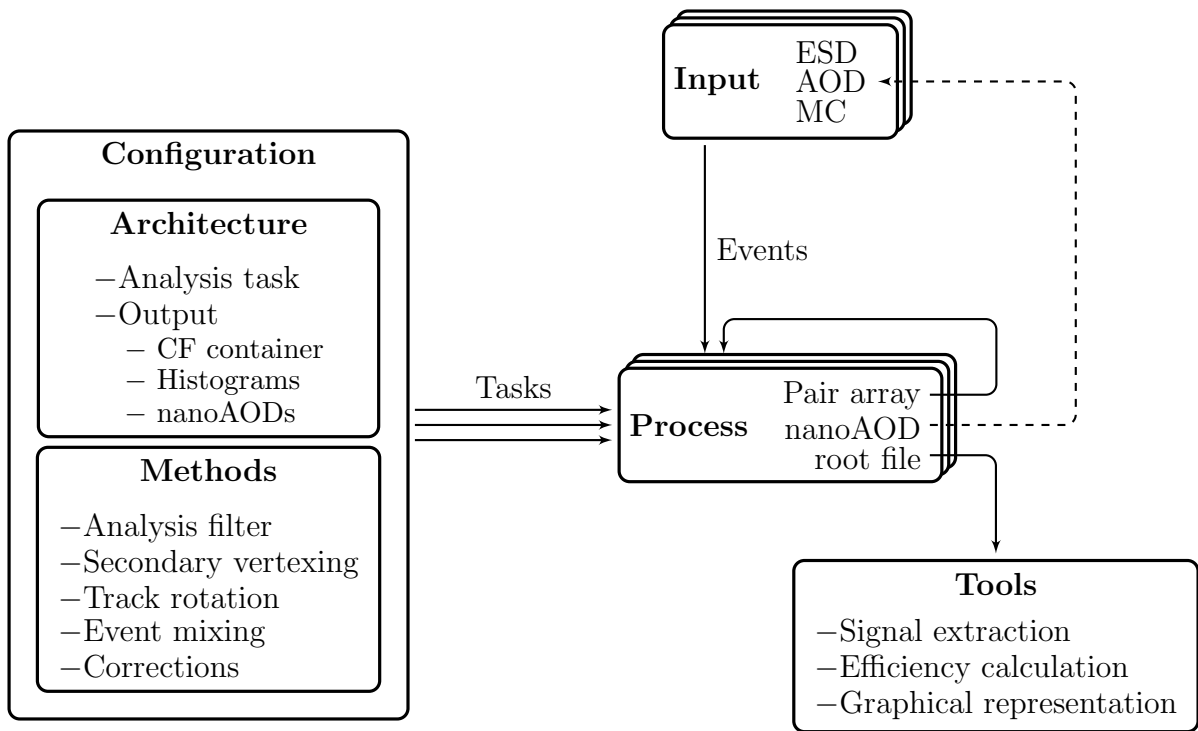 Configuration
Architecture
−Analysis task
−Output
− CF container
− Histograms
− nanoAODs
Methods
−Analysis filter
−Secondary vertexing
−Track rotation
−Event mixing
−Corrections
Tasks
Input
ESD
AOD
MC
Events
Process
Pair array
nanoAOD
root file
Tools
−Signal extraction
−Efficiency calculation
−Graphical representation